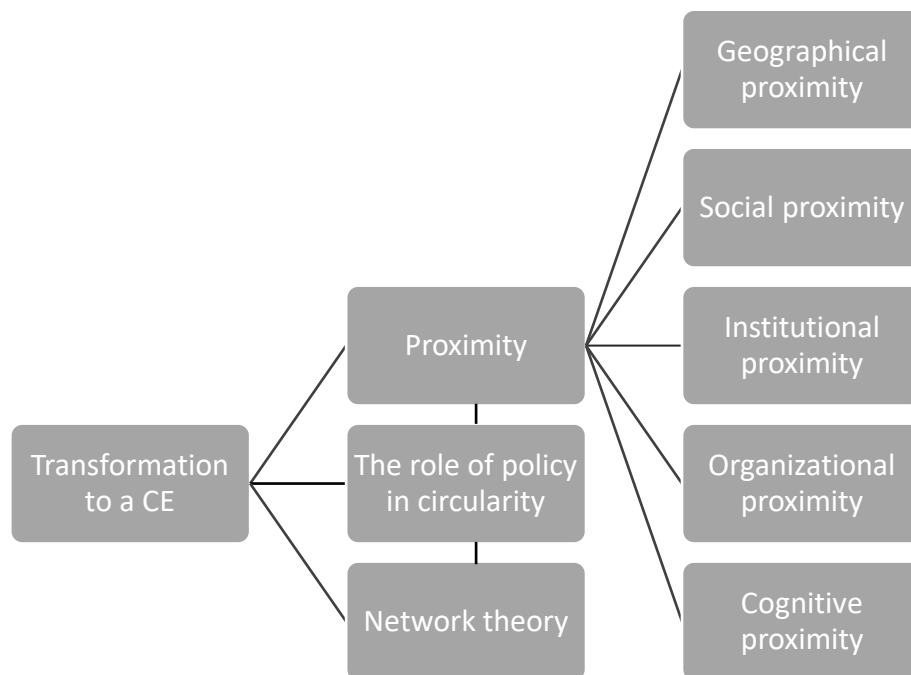 Geographical
proximity
Social proximity
Proximity
Institutional
proximity
Transformation
to a CE
The role of policy
in circularity
Organizational
proximity
Network theory
Cognitive
proximity